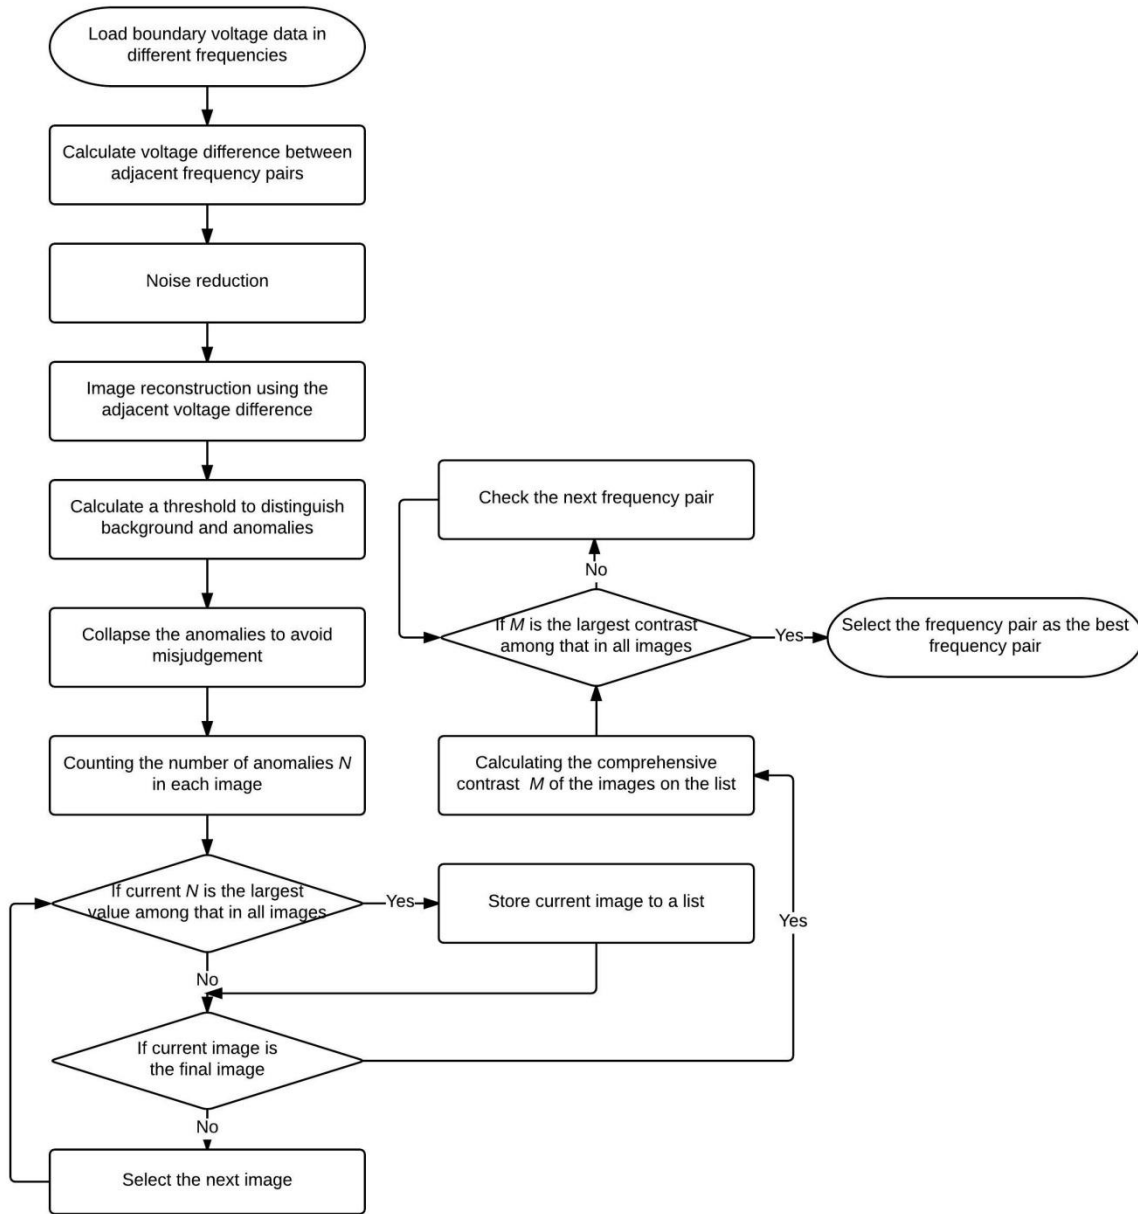 Load boundary voltage data in
different frequencies
Calculate voltage difference between
adjacent frequency pairs
Noise reduction
Image reconstruction using the
adjacent voltage difference
Calculate a threshold to distinguish
background and anomalies
Collapse the anomalies to avoid
misjudgement
Counting the number of anomalies N
in each image
If current N is the largest
value among that in all images
Yes
Store current image to a list
No
If current image is
the final image
No
Select the next image
Yes
Calculating the comprehensive
contrast M of the images on the list
If M is the largest contrast
among that in all images
No
Check the next frequency pair
Yes
Select the frequency pair as the best
frequency pair